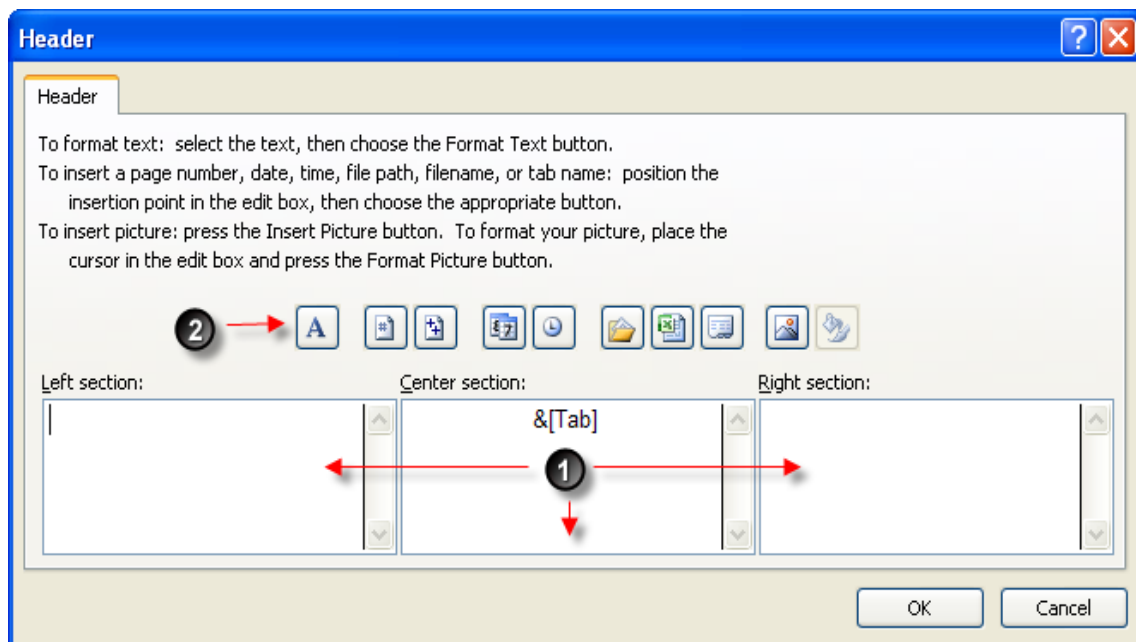 Header
Header
To format text: select the text, then choose the Format Text button.
To insert a page number, date, time, file path, filename, or tab name: position the
insertion point in the edit box, then choose the appropriate button.
To insert picture: press the Insert Picture button. To format your picture, place the
cursor in the edit box and press the Format Picture button.
2
A
Left section:
Center section:
Right section:
&[Tab]
1
OK
Cancel